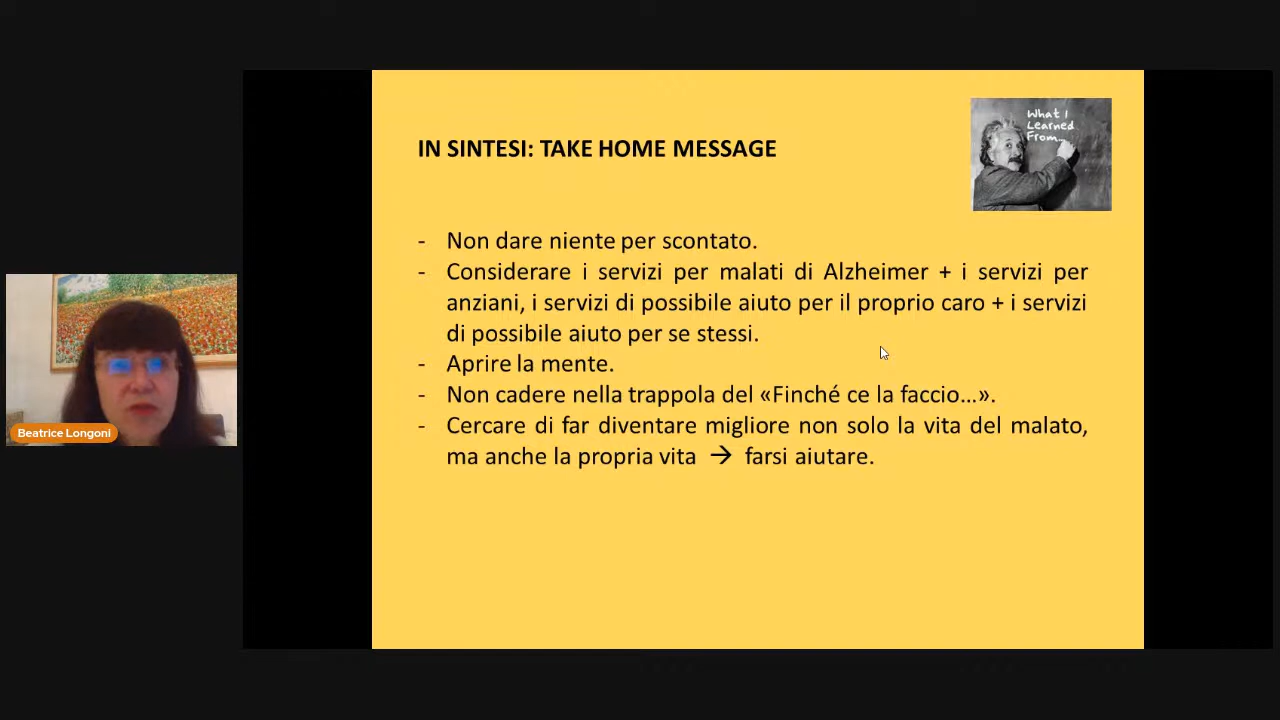 IN SINTESI: TAKE HOME MESSAGE
What I
Learned
From...
- Non dare niente per scontato.
- Considerare i servizi per malati di Alzheimer + i servizi per
anziani, i servizi di possibile aiuto per il proprio caro + i servizi
di possibile aiuto per se stessi.
- Aprire la mente.
- Non cadere nella trappola del «Finché ce la faccio…».
- Cercare di far diventare migliore non solo la vita del malato,
ma anche la propria vita → farsi aiutare.
Beatrice Longoni